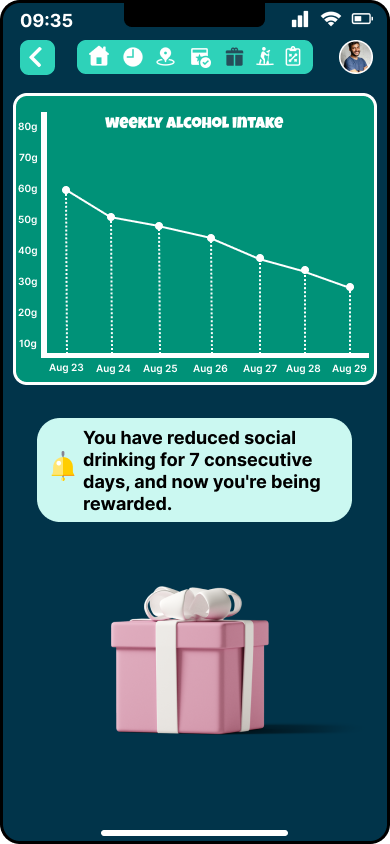 09:35
Weekly Alcohol Intake
80g
70g
60g
50g
40g
30g
20g
10g
Aug 23 Aug 24 Aug 25 Aug 26 Aug 27 Aug 28 Aug 29
You have reduced social
drinking for 7 consecutive
days, and now you're being
rewarded.